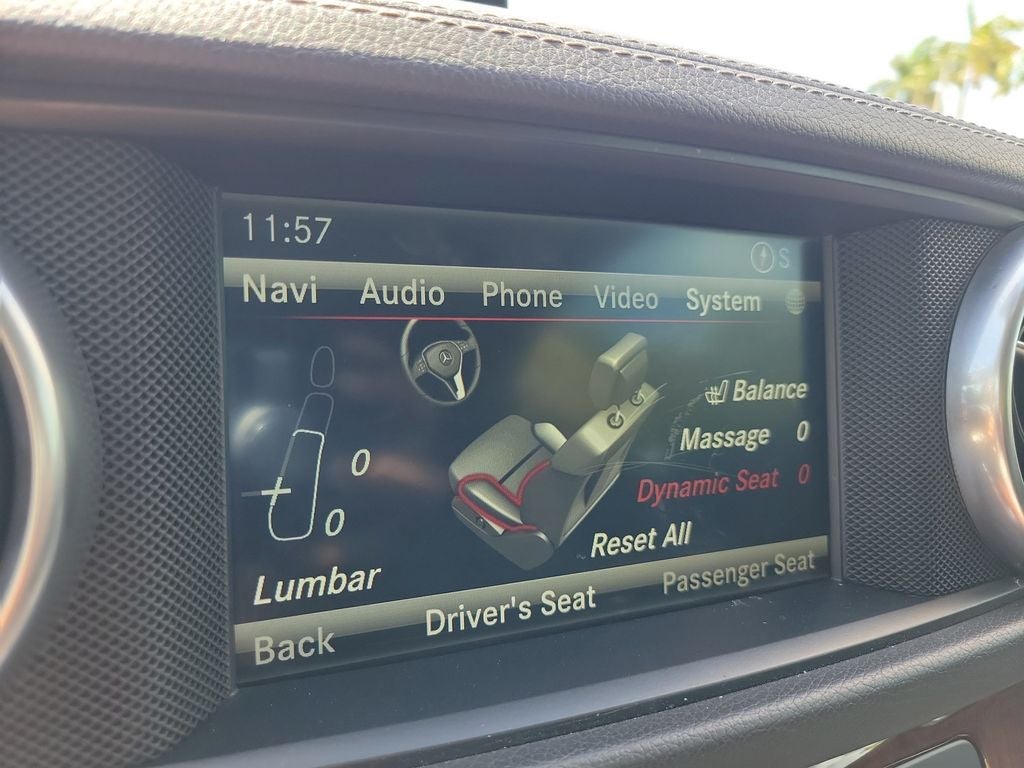 11:57 S
Navi Audio Phone Video System
Balance
Massage 0
0
Dynamic Seat 0
0
Reset All
Lumbar
Back Driver's Seat Passenger Seat